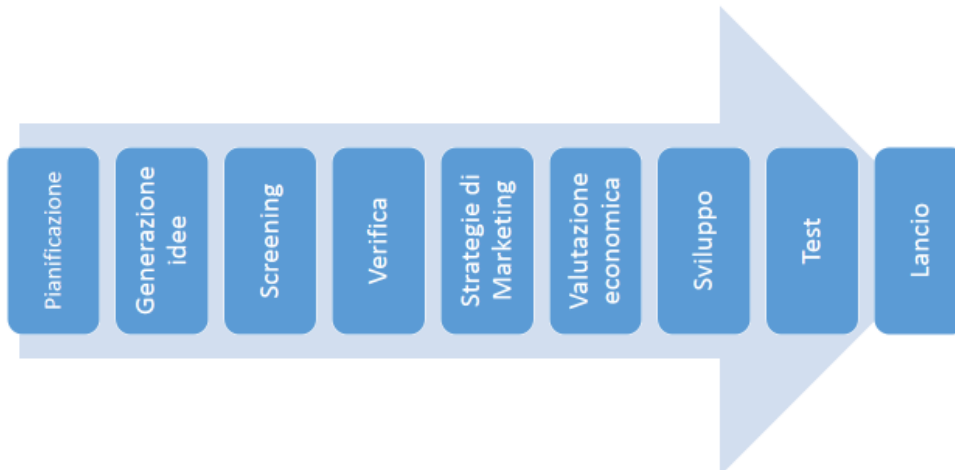 Pianificazione
Generazione
idee
Screening
Verifica
Strategie di
Marketing
Valutazione
economica
Sviluppo
Test
Lancio